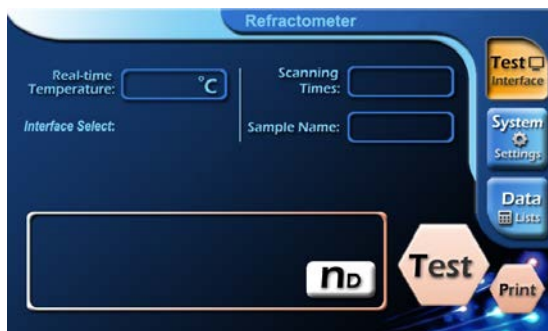 Refractometer
Real-time
Temperature:
°C
Scanning
Times:
Interface Select:
Sample Name:
Test
Interface
System
Settings
Data
Lists
nD
Test
Print